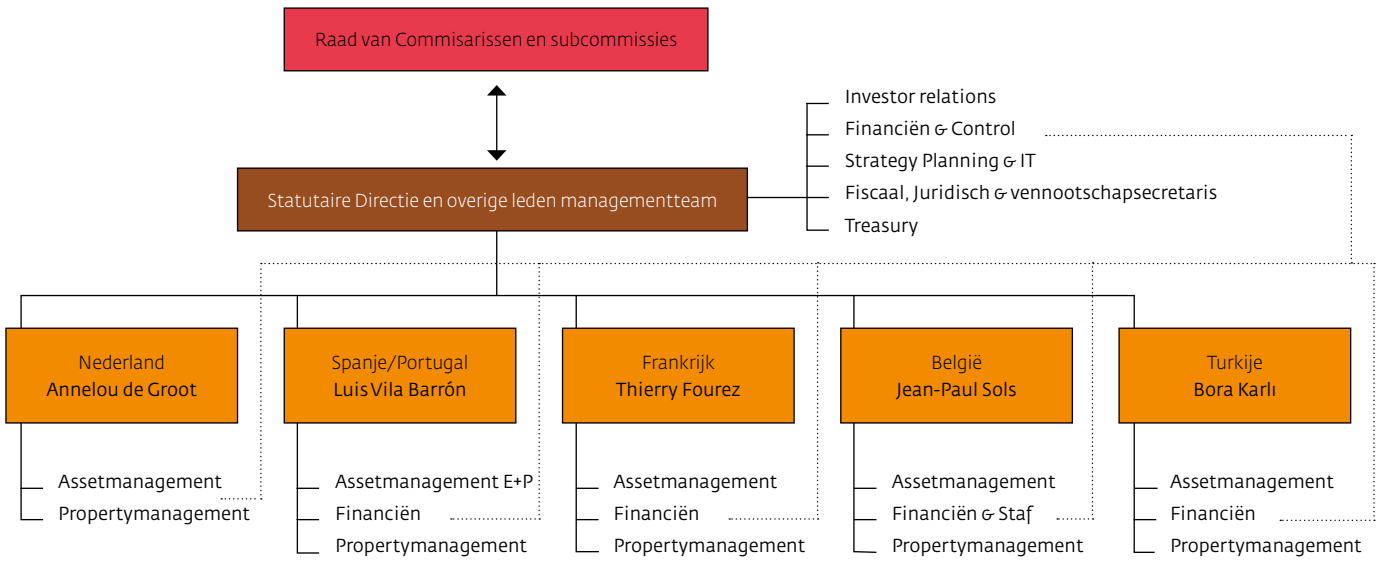 Raad van Commisarissen en subcommissies
Investor relations
Financiën & Control
Strategy Planning & IT
Fiscaal, Juridisch & vennootschapsecretaris
Treasury
Statutaire Directie en overige leden managementteam
Nederland
Annelou de Groot
Assetmanagement
Propertymanagement
Spanje/Portugal
Luis Vila Barrón
Assetmanagement E+P
Financiën
Propertymanagement
Frankrijk
Thierry Fourez
Assetmanagement
Financiën
Propertymanagement
België
Jean-Paul Sols
Assetmanagement
Financiën & Staf
Propertymanagement
Turkije
Bora Karlı
Assetmanagement
Financiën
Propertymanagement